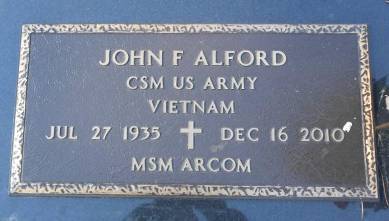 JOHN F ALFORD
CSM US ARMY
VIETNAM
JUL 27 1935 ✝ DEC 16 2010
MSM ARCOM